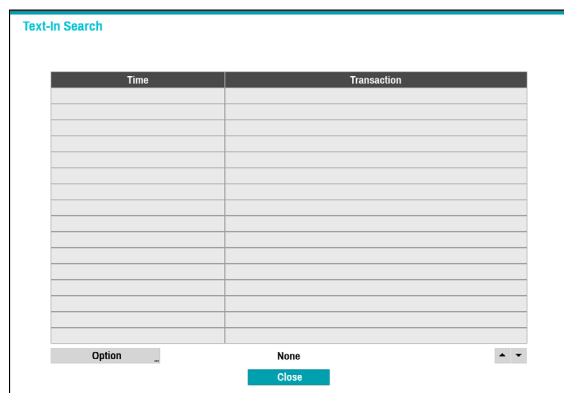 Text-In Search
Time Transaction
Option ... None
Close